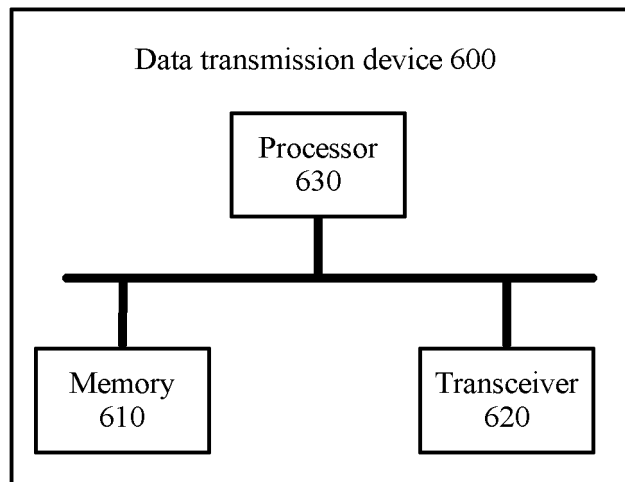 Data transmission device 600
Processor
630
Memory
610
Transceiver
620